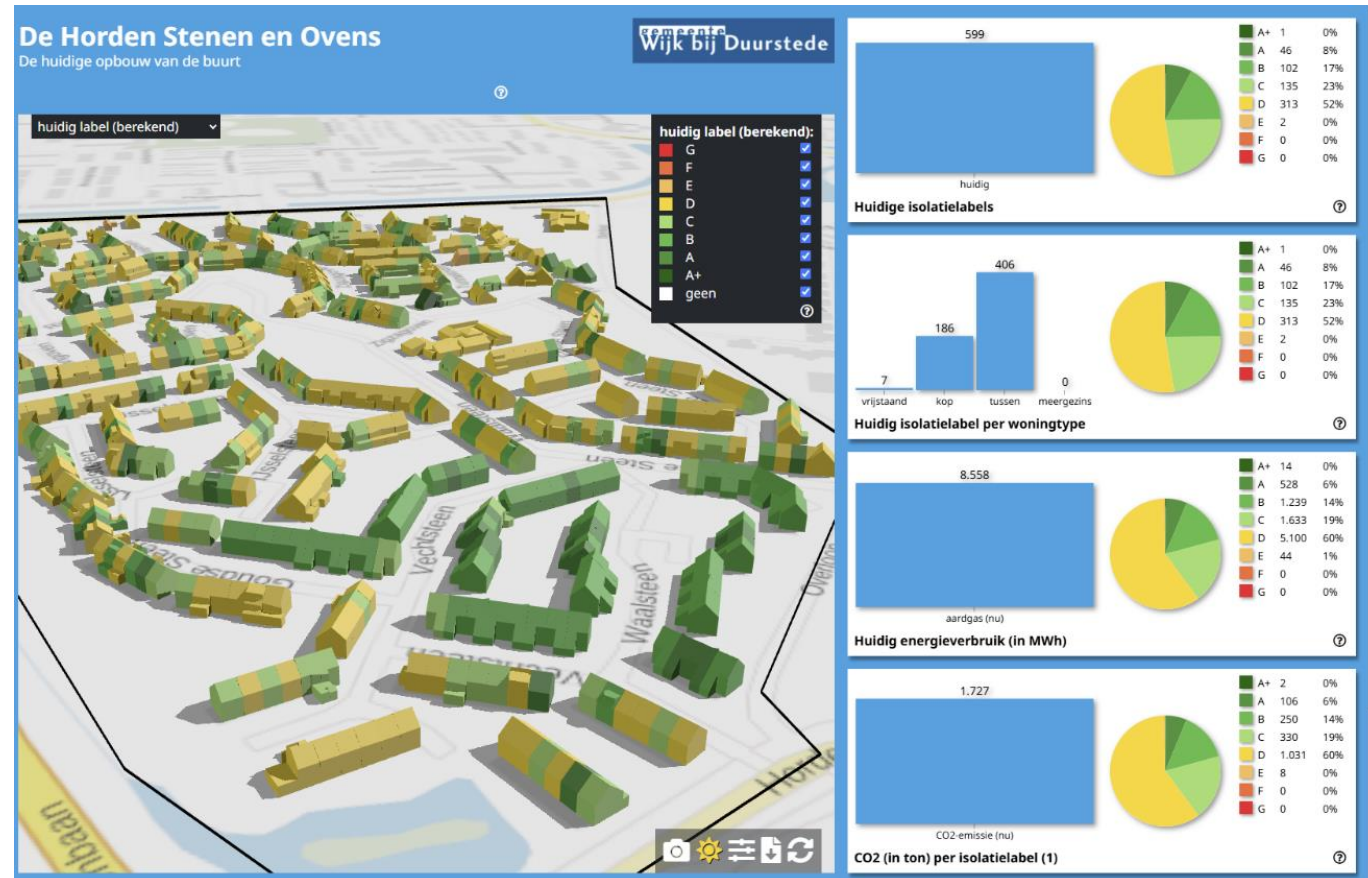 De Horden Stenen en Ovens
De huidige opbouw van de buurt
gemeente
Wijk bij Duurstede
huidig label (berekend)
huidig label (berekend):
G
F
E
D
C
B
A
A+
geen
IJsselsteen
Goudse Steen
Vechtsteen
Waalsteen
Vechtsteen
599
huidig
A+ 1 0%
A 46 8%
B 102 17%
C 135 23%
D 313 52%
E 2 0%
F 0 0%
G 0 0%
Huidige isolatielabels
7
186
406
0
vrijstaand kop tussen meergezins
A+ 1 0%
A 46 8%
B 102 17%
C 135 23%
D 313 52%
E 2 0%
F 0 0%
G 0 0%
Huidig isolatielabel per woningtype
8.558
aardgas (nu)
A+ 14 0%
A 528 6%
B 1.239 14%
C 1.633 19%
D 5.100 60%
E 44 1%
F 0 0%
G 0 0%
Huidig energieverbruik (in MWh)
1.727
CO2-emissie (nu)
A+ 2 0%
A 106 6%
B 250 14%
C 330 19%
D 1.031 60%
E 8 0%
F 0 0%
G 0 0%
CO2 (in ton) per isolatielabel (1)